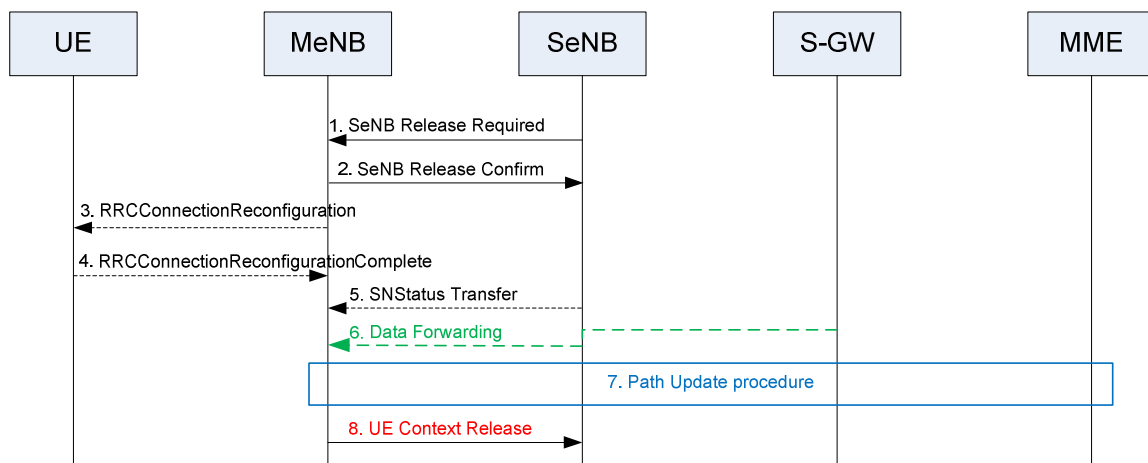 UE MeNB SeNB S-GW MME
1. SeNB Release Required
2. SeNB Release Confirm
3. RRCConnectionReconfiguration
4. RRCConnectionReconfigurationComplete
5. SNStatus Transfer
6. Data Forwarding
7. Path Update procedure
8. UE Context Release